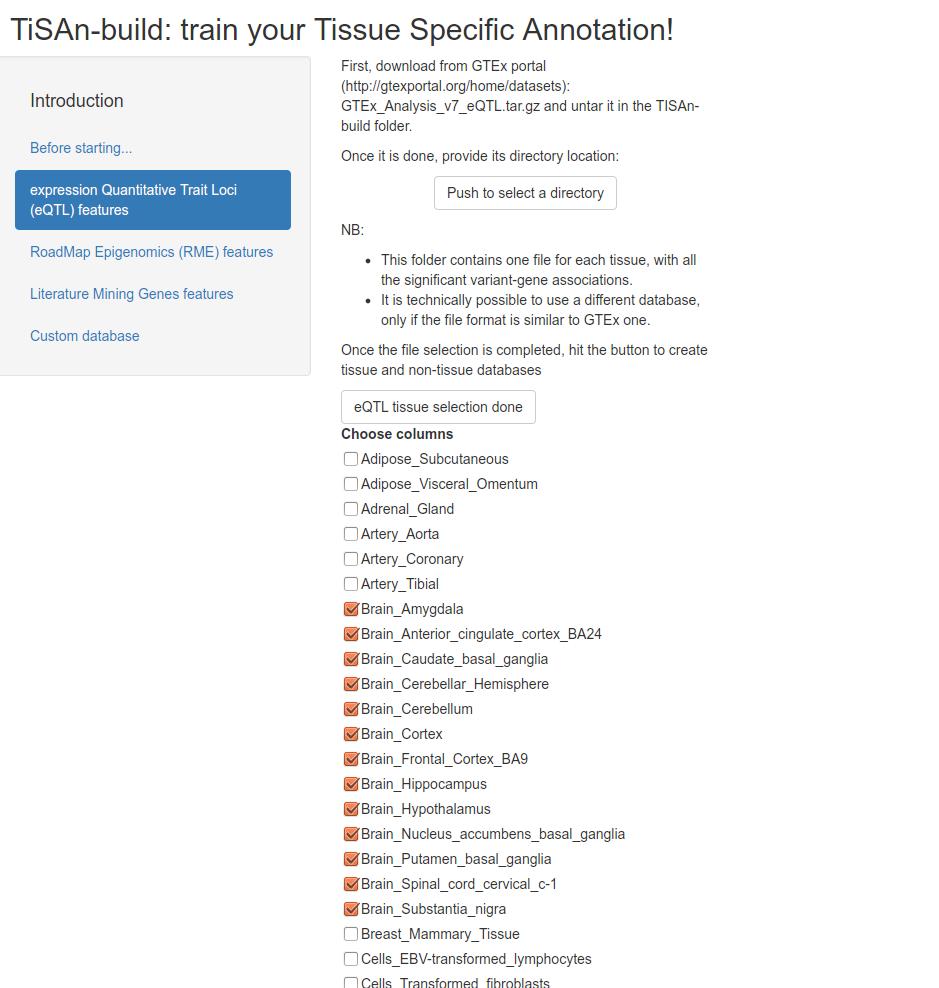 TiSAn-build: train your Tissue Specific Annotation!
Introduction
Before starting...
expression Quantitative Trait Loci
(eQTL) features
RoadMap Epigenomics (RME) features
Literature Mining Genes features
Custom database
First, download from GTEx portal
(http://gtexportal.org/home/datasets):
GTEx_Analysis_v7_eQTL.tar.gz and untar it in the TISAn-
build folder.
Once it is done, provide its directory location:
Push to select a directory
NB:
• This folder contains one file for each tissue, with all
the significant variant-gene associations.
• It is technically possible to use a different database,
only if the file format is similar to GTEx one.
Once the file selection is completed, hit the button to create
tissue and non-tissue databases
eQTL tissue selection done
Choose columns
Adipose_Subcutaneous
Adipose_Visceral_Omentum
Adrenal_Gland
Artery_Aorta
Artery_Coronary
Artery_Tibial
Brain_Amygdala
Brain_Anterior_cingulate_cortex_BA24
Brain_Caudate_basal_ganglia
Brain_Cerebellar_Hemisphere
Brain_Cerebellum
Brain_Cortex
Brain_Frontal_Cortex_BA9
Brain_Hippocampus
Brain_Hypothalamus
Brain_Nucleus_accumbens_basal_ganglia
Brain_Putamen_basal_ganglia
Brain_Spinal_cord_cervical_c-1
Brain_Substantia_nigra
Breast_Mammary_Tissue
Cells_EBV-transformed_lymphocytes
Cells_Transformed_fibroblasts